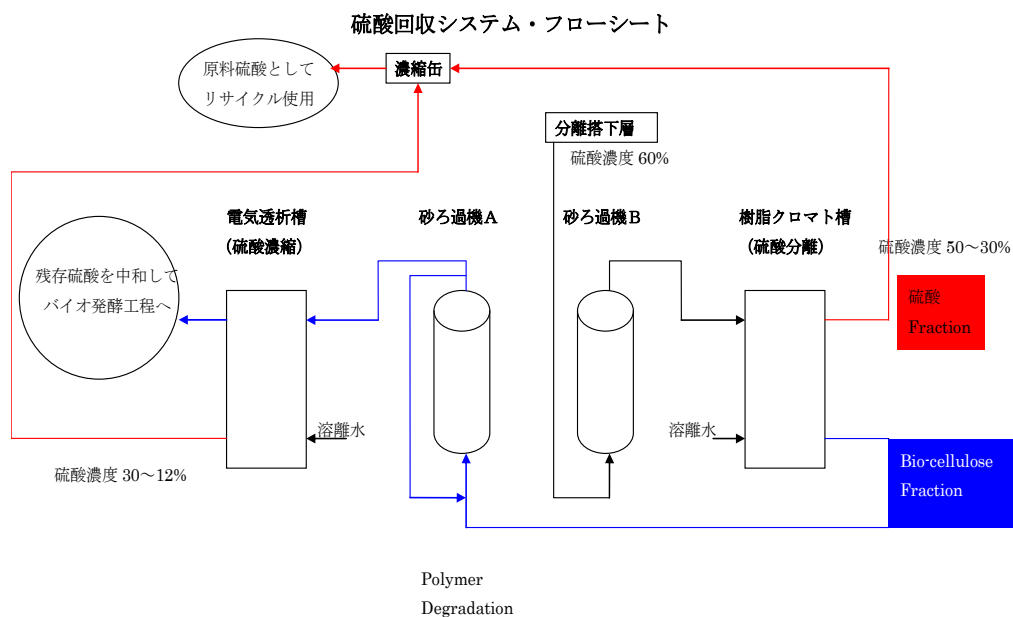 硫酸回収システム・フローシート
原料硫酸として
リサイクル使用
濃縮缶
分離搭下層
硫酸濃度 60%
電気透析槽
(硫酸濃縮)
砂ろ過機A
砂ろ過機B
樹脂クロマト槽
(硫酸分離)
硫酸濃度 50～30%
残存硫酸を中和して
バイオ発酵工程へ
硫酸
Fraction
溶離水
溶離水
硫酸濃度 30～12%
Bio-cellulose
Fraction
Polymer
Degradation